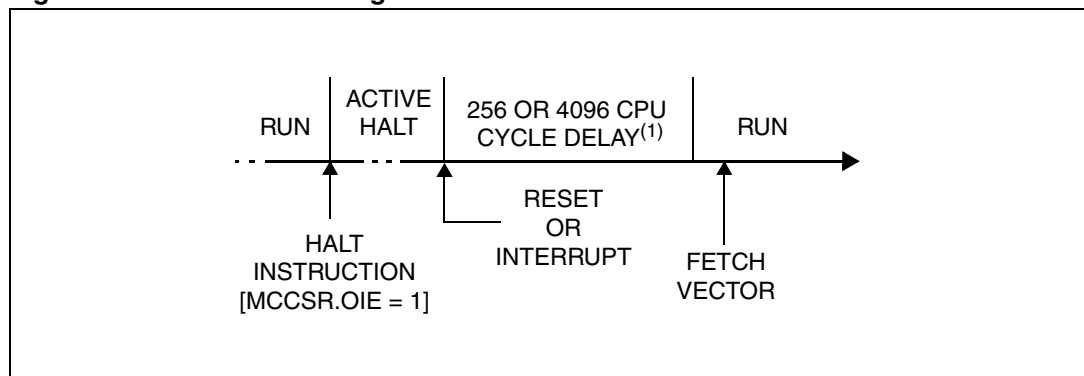 RUN
ACTIVE
HALT
256 OR 4096 CPU
CYCLE DELAY(1)
RUN
HALT
INSTRUCTION
[MCCSR.OIE = 1]
RESET
OR
INTERRUPT
FETCH
VECTOR